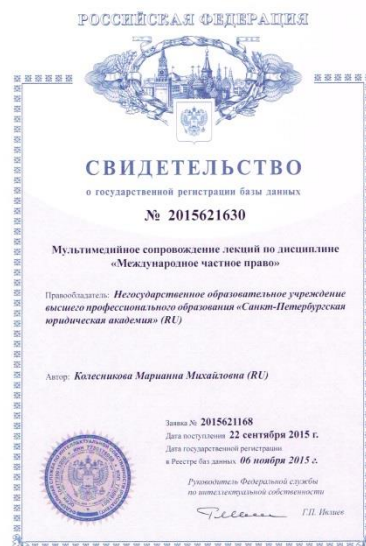 РОССИЙСКАЯ ФЕДЕРАЦИЯ
СВИДЕТЕЛЬСТВО
о государственной регистрации базы данных
№ 2015621630
Мультимедийное сопровождение лекций по дисциплине
«Международное частное право»
Правообладатель: Негосударственное образовательное учреждение
высшего профессионального образования «Санкт-Петербургская
юридическая академия» (RU)
Автор: Колесникова Марианна Михайловна (RU)
Заявка № 2015621168
Дата поступления 22 сентября 2015 г.
Дата государственной регистрации
в Реестре баз данных 06 ноября 2015 г.
Руководитель Федеральной службы
по интеллектуальной собственности
Г.П. Ивлиев